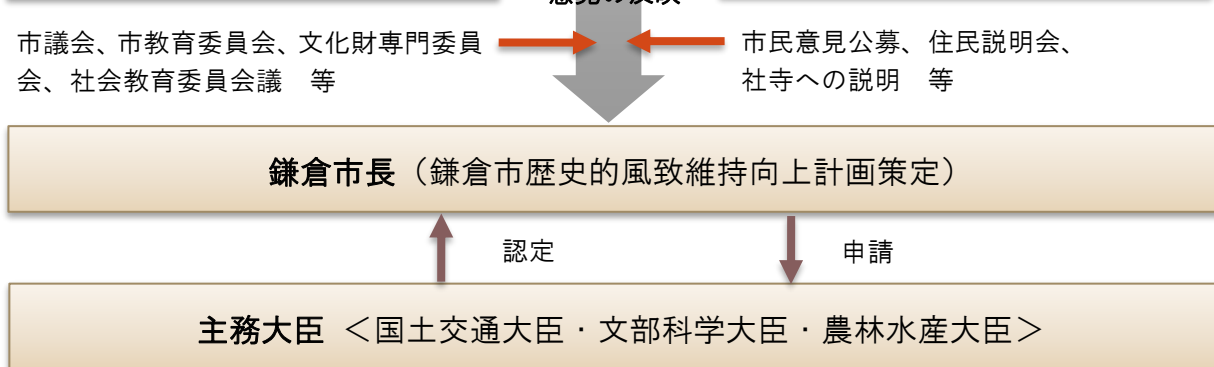 市議会、市教育委員会、文化財専門委員
会、社会教育委員会議　等
市民意見公募、住民説明会、
社寺への説明　等
鎌倉市長（鎌倉市歴史的風致維持向上計画策定）
認定
申請
主務大臣 ＜国土交通大臣・文部科学大臣・農林水産大臣＞